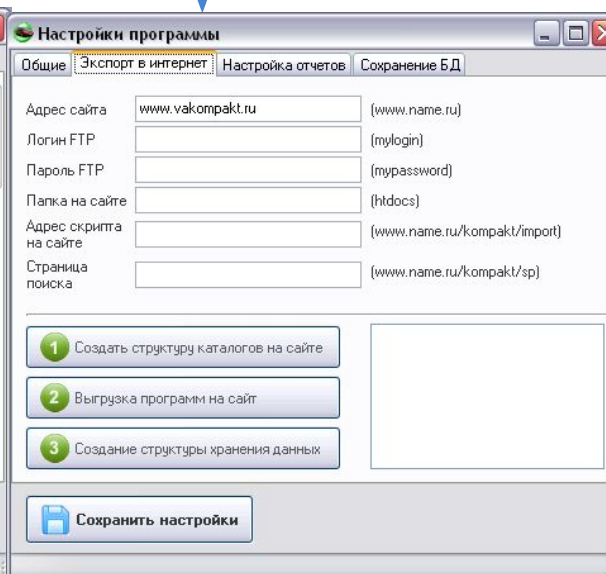 Настройки программы
Общие Экспорт в интернет Настройка отчетов Сохранение БД
Адрес сайта www.vakompakt.ru (www.name.ru)
Логин FTP (mylogin)
Пароль FTP (mypassword)
Папка на сайте (htdocs)
Адрес скрипта
на сайте (www.name.ru/kompakt/import)
Страница
поиска (www.name.ru/kompakt/sp)
1 Создать структуру каталогов на сайте
2 Выгрузка программ на сайт
3 Создание структуры хранения данных
Сохранить настройки